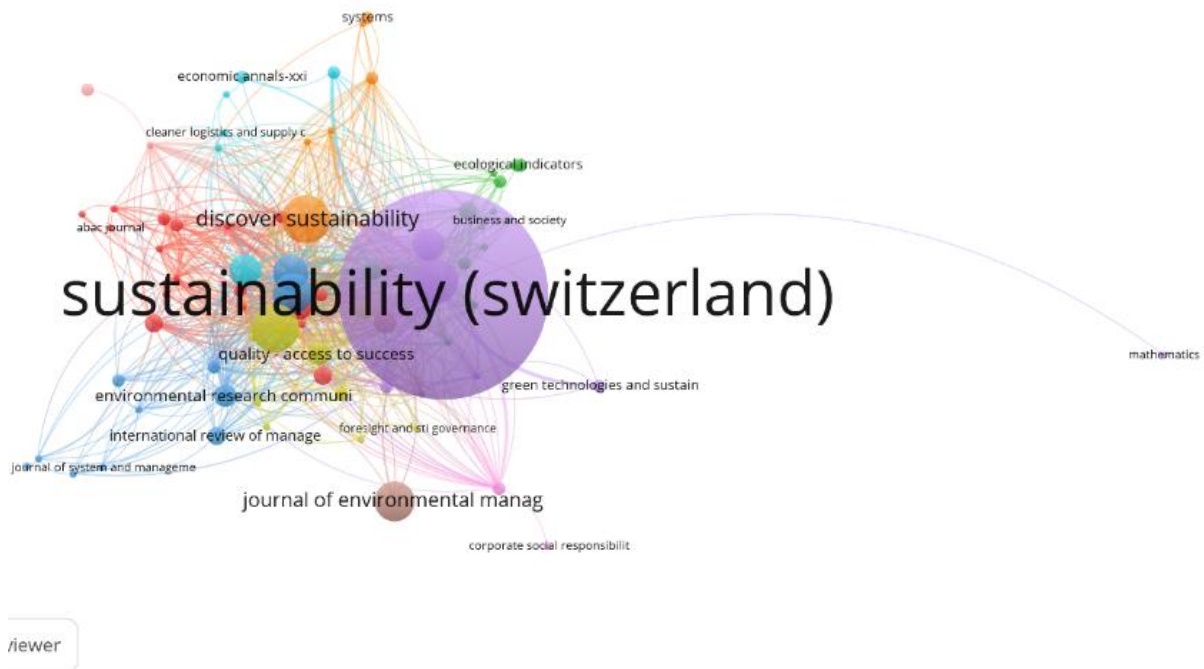 systems
economic annals-xxi
cleaner logistics and supply c
ecological indicators
discover sustainability
business and society
abac journal
sustainability (switzerland)
quality - access to success
mathematics
green technologies and sustain
environmental research communi
foresight and sti governance
international review of manage
journal of system and manageme
journal of environmental manag
corporate social responsibilit
viewer